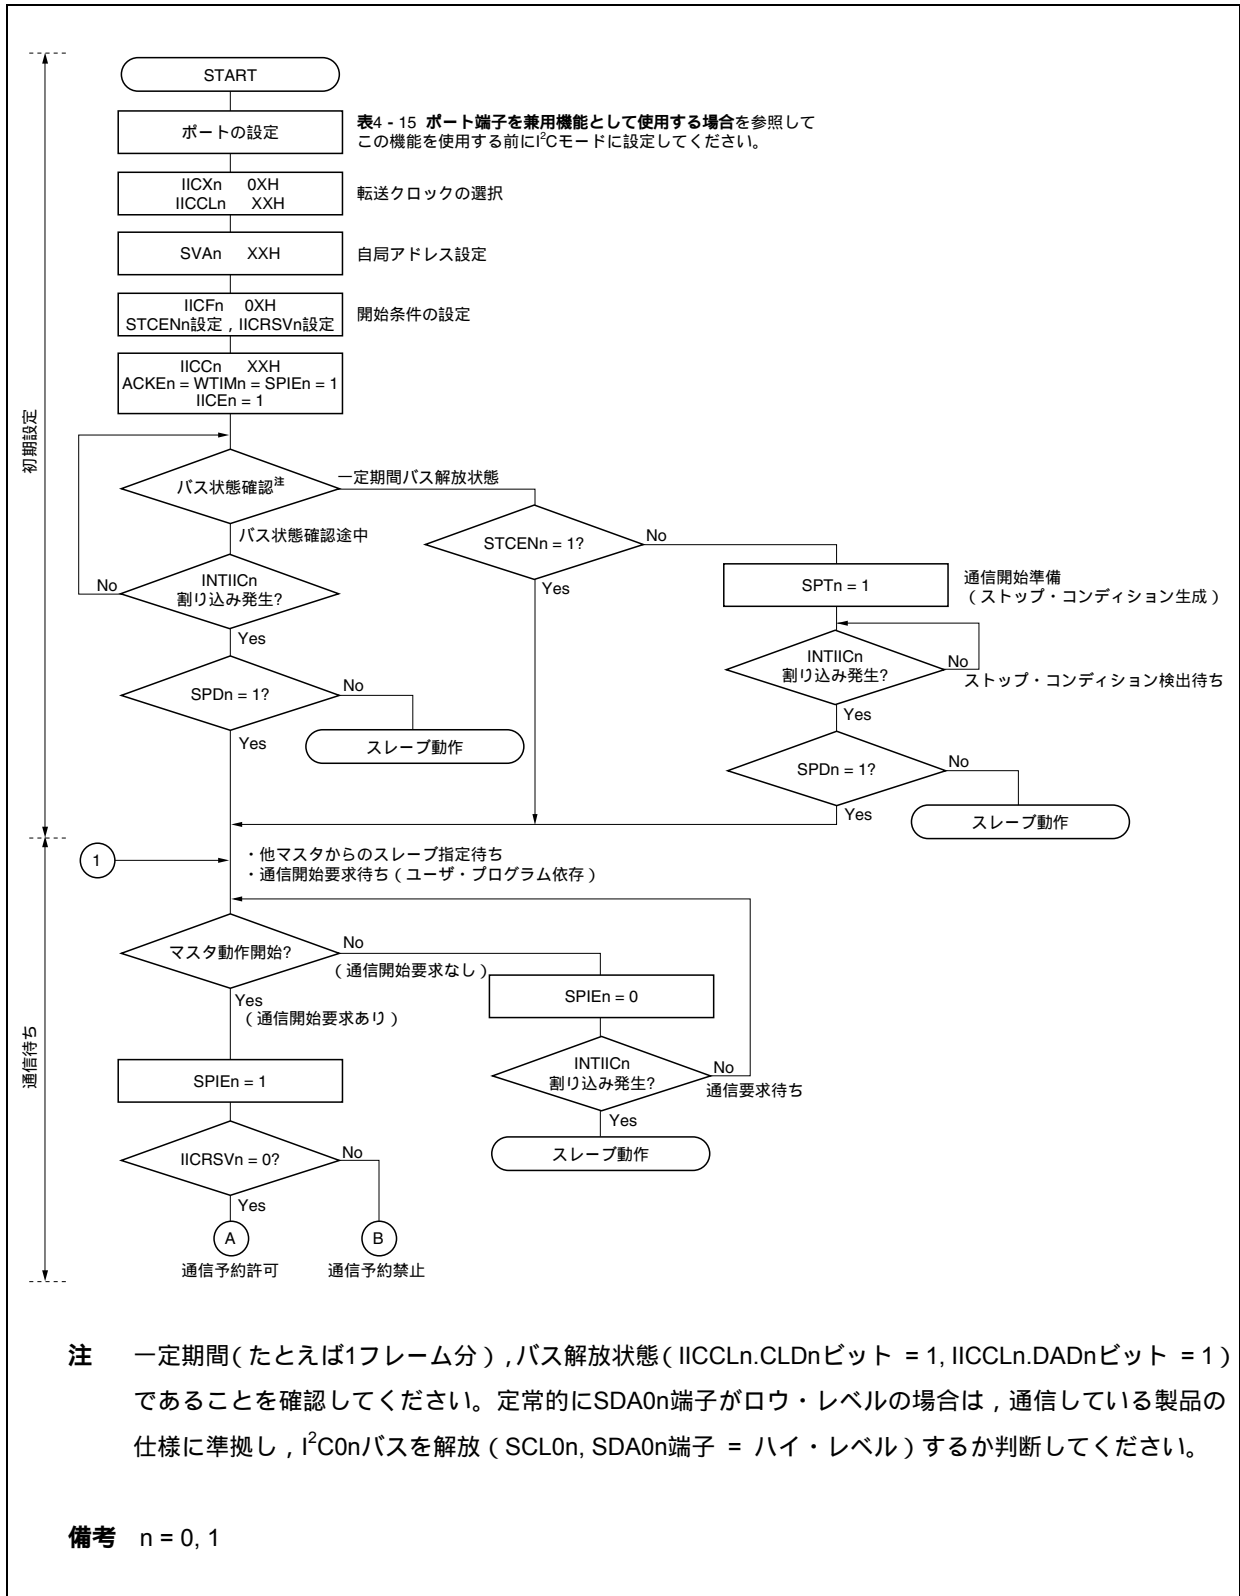 START
ポートの設定
表4-15 ポート端子を兼用機能として使用する場合を参照して
この機能を使用する前にI²Cモードに設定してください。
IICXn 0XH
IICCLn XXH
転送クロックの選択
SVAn XXH
自局アドレス設定
IICFn 0XH
STCENn設定，IICRSVn設定
開始条件の設定
IICCn XXH
ACKEn = WTIMn = SPIEn = 1
IICEn = 1
初期設定
バス状態確認注
一定期間バス解放状態
バス状態確認途中
STCENn = 1?
No
Yes
INTIICn
割り込み発生?
No
Yes
SPTn = 1
通信開始準備
（ストップ・コンディション生成）
INTIICn
割り込み発生?
No
ストップ・コンディション検出待ち
Yes
SPDn = 1?
No
Yes
スレーブ動作
SPDn = 1?
No
Yes
スレーブ動作
1
・他マスタからのスレーブ指定待ち
・通信開始要求待ち（ユーザ・プログラム依存）
通信待ち
マスタ動作開始?
No
（通信開始要求なし）
Yes
（通信開始要求あり）
SPIEn = 0
INTIICn
割り込み発生?
No
通信要求待ち
Yes
スレーブ動作
SPIEn = 1
IICRSVn = 0?
No
Yes
A
B
通信予約許可
通信予約禁止
注 一定期間（たとえば1フレーム分），バス解放状態（IICCLn.CLDnビット = 1, IICCLn.DADnビット = 1）
であることを確認してください。定常的にSDA0n端子がロウ・レベルの場合は，通信している製品の
仕様に準拠し，I²C0nバスを解放（SCL0n, SDA0n端子 = ハイ・レベル）するか判断してください。
備考 n = 0, 1